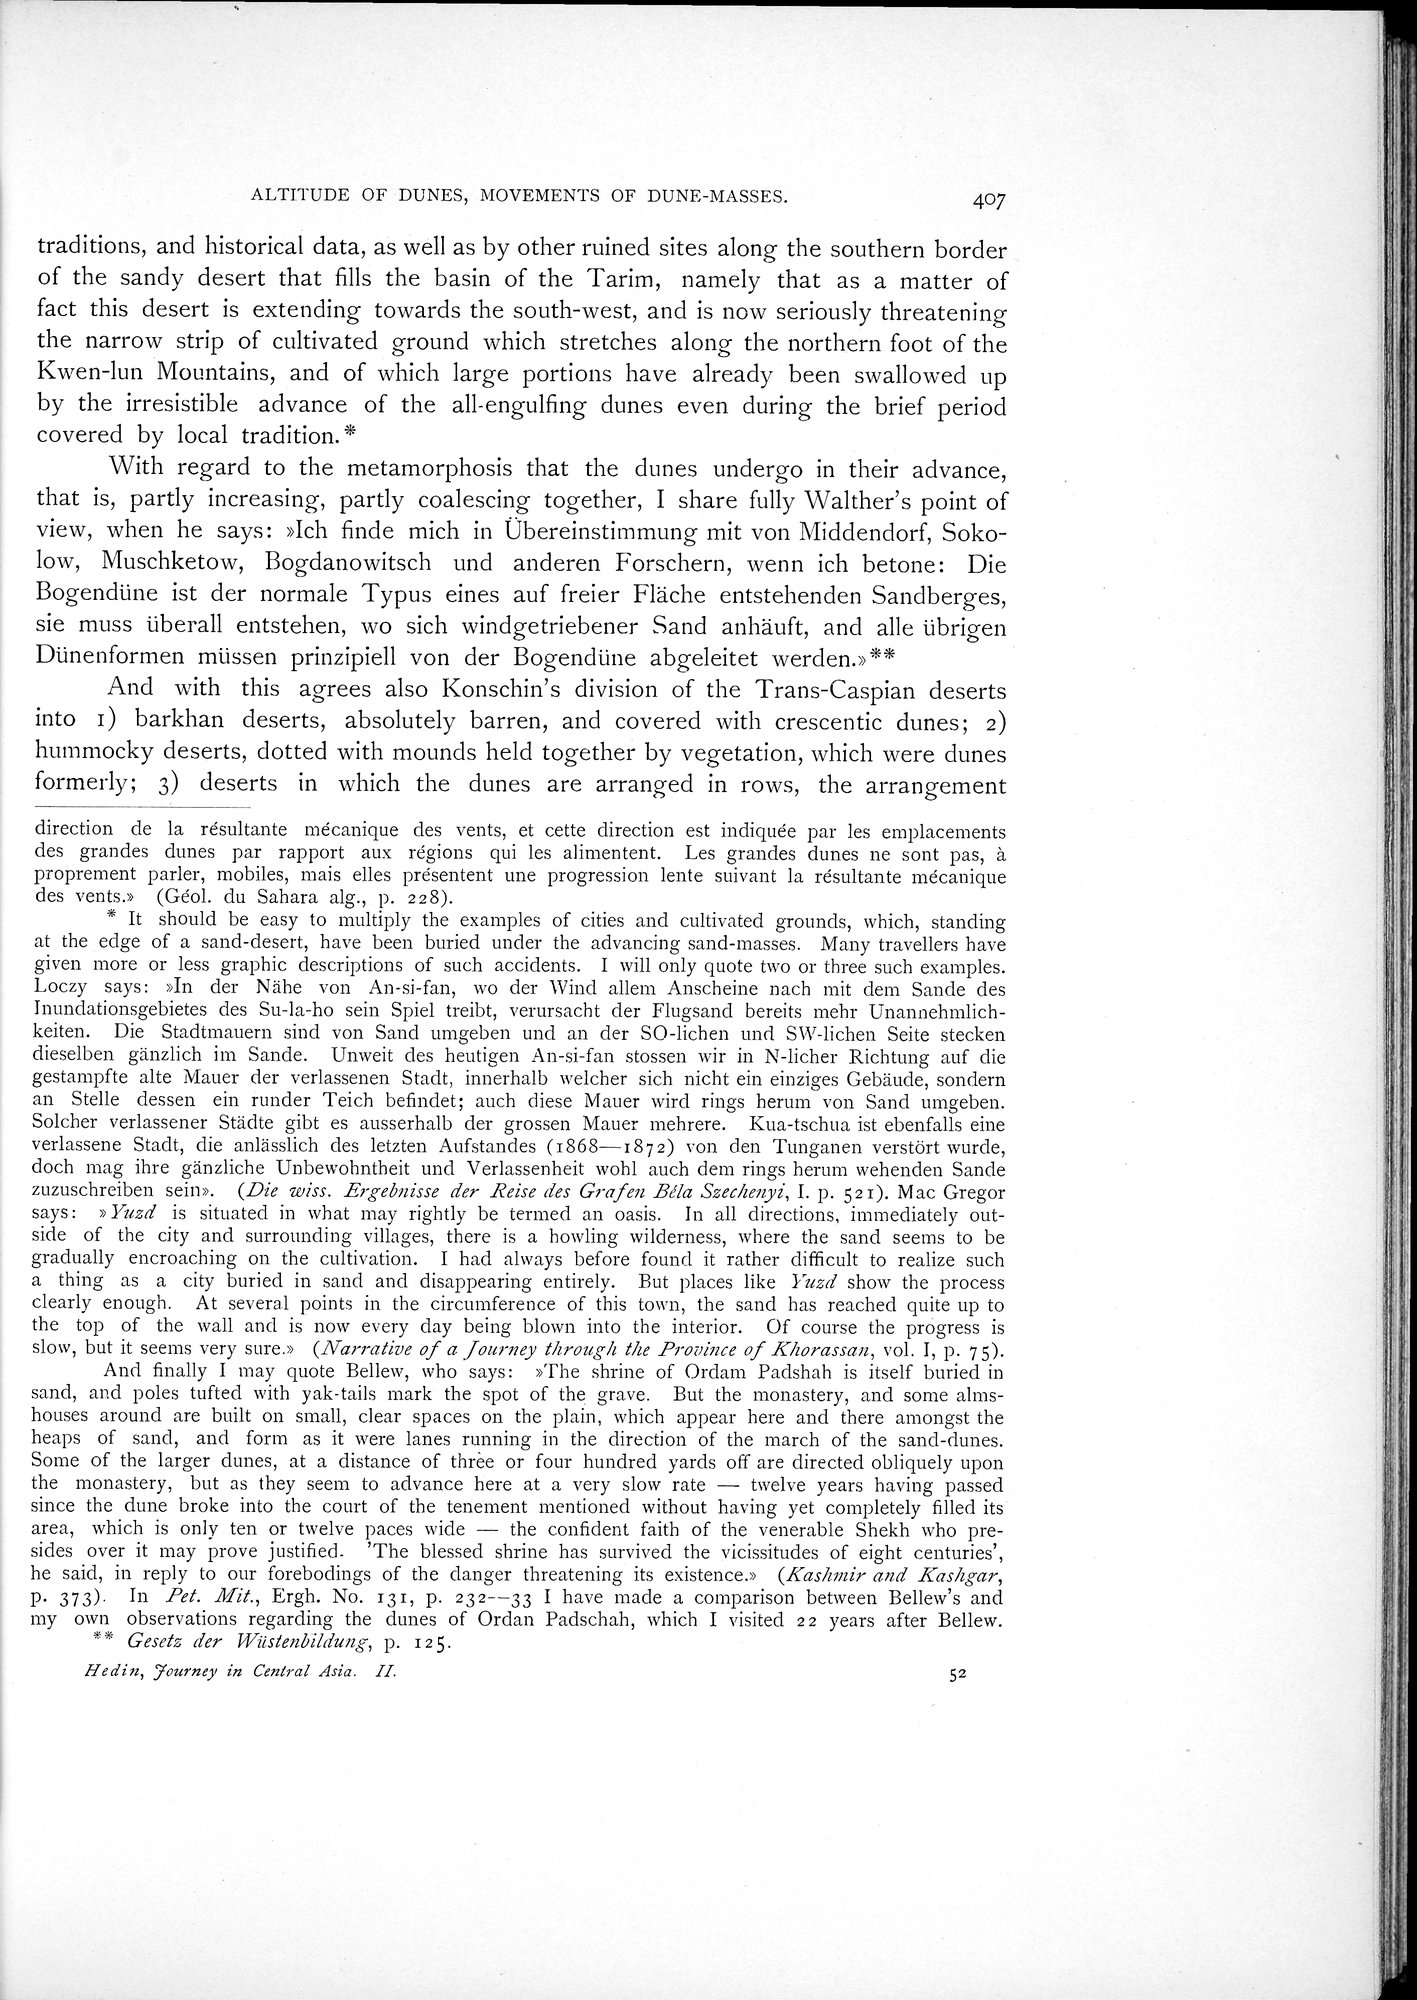 ALTITUDE OF DUNES, MOVEMENTS OF DUNE-MASSES. 407
traditions, and historical data, as well as by other ruined sites along the southern border
of the sandy desert that fills the basin of the Tarim, namely that as a matter of
fact this desert is extending towards the south-west, and is now seriously threatening
the narrow strip of cultivated ground which stretches along the northern foot of the
Kwen-lun Mountains, and of which large portions have already been swallowed up
by the irresistible advance of the all-engulfing dunes even during the brief period
covered by local tradition.*
With regard to the metamorphosis that the dunes undergo in their advance,
that is, partly increasing, partly coalescing together, I share fully Walther's point of
view, when he says: »Ich finde mich in Übereinstimmung mit von Middendorf, Soko-
low, Muschketow, Bogdanowitsch und anderen Forschern, wenn ich betone: Die
Bogendüne ist der normale Typus eines auf freier Fläche entstehenden Sandberges,
sie muss überall entstehen, wo sich windgetriebener Sand anhäuft, and alle übrigen
Dünenformen müssen prinzipiell von der Bogendüne abgeleitet werden.»**
And with this agrees also Konschin's division of the Trans-Caspian deserts
into 1) barkhan deserts, absolutely barren, and covered with crescentic dunes; 2)
hummocky deserts, dotted with mounds held together by vegetation, which were dunes
formerly; 3) deserts in which the dunes are arranged in rows, the arrangement
direction de la résultante mécanique des vents, et cette direction est indiquée par les emplacements
des grandes dunes par rapport aux régions qui les alimentent. Les grandes dunes ne sont pas, à
proprement parler, mobiles, mais elles présentent une progression lente suivant la résultante mécanique
des vents.» (Géol. du Sahara alg., p. 228).
* It should be easy to multiply the examples of cities and cultivated grounds, which, standing
at the edge of a sand-desert, have been buried under the advancing sand-masses. Many travellers have
given more or less graphic descriptions of such accidents. I will only quote two or three such examples.
Loczy says: »In der Nähe von An-si-fan, wo der Wind allem Anscheine nach mit dem Sande des
Inundationsgebietes des Su-la-ho sein Spiel treibt, verursacht der Flugsand bereits mehr Unannehmlich-
keiten. Die Stadtmauern sind von Sand umgeben und an der SO-lichen und SW-lichen Seite stecken
dieselben gänzlich im Sande. Unweit des heutigen An-si-fan stossen wir in N-licher Richtung auf die
gestampfte alte Mauer der verlassenen Stadt, innerhalb welcher sich nicht ein einziges Gebäude, sondern
an Stelle dessen ein runder Teich befindet; auch diese Mauer wird rings herum von Sand umgeben.
Solcher verlassener Städte gibt es ausserhalb der grossen Mauer mehrere. Kua-tschua ist ebenfalls eine
verlassene Stadt, die anlässlich des letzten Aufstandes (1868—1872) von den Tunganen verstört wurde,
doch mag ihre gänzliche Unbewohntheit und Verlassenheit wohl auch dem rings herum wehenden Sande
zuzuschreiben sein». (Die wiss. Ergebnisse der Reise des Grafen Béla Szechenyi, I. p. 521). Mac Gregor
says: »Yuzd is situated in what may rightly be termed an oasis. In all directions, immediately out-
side of the city and surrounding villages, there is a howling wilderness, where the sand seems to be
gradually encroaching on the cultivation. I had always before found it rather difficult to realize such
a thing as a city buried in sand and disappearing entirely. But places like Yuzd show the process
clearly enough. At several points in the circumference of this town, the sand has reached quite up to
the top of the wall and is now every day being blown into the interior. Of course the progress is
slow, but it seems very sure.» (Narrative of a Journey through the Province of Khorassan, vol. I, p. 75).
And finally I may quote Bellew, who says: »The shrine of Ordam Padshah is itself buried in
sand, and poles tufted with yak-tails mark the spot of the grave. But the monastery, and some alms-
houses around are built on small, clear spaces on the plain, which appear here and there amongst the
heaps of sand, and form as it were lanes running in the direction of the march of the sand-dunes.
Some of the larger dunes, at a distance of three or four hundred yards off are directed obliquely upon
the monastery, but as they seem to advance here at a very slow rate — twelve years having passed
since the dune broke into the court of the tenement mentioned without having yet completely filled its
area, which is only ten or twelve paces wide — the confident faith of the venerable Shekh who pre-
sides over it may prove justified. 'The blessed shrine has survived the vicissitudes of eight centuries',
he said, in reply to our forebodings of the danger threatening its existence.» (Kashmir and Kashgar,
p. 373). In Pet. Mit., Ergh. No. 131, p. 232—33 I have made a comparison between Bellew's and
my own observations regarding the dunes of Ordan Padschah, which I visited 22 years after Bellew.
** Gesetz der Wüstenbildung, p. 125.
Hedin, Journey in Central Asia. II. 52